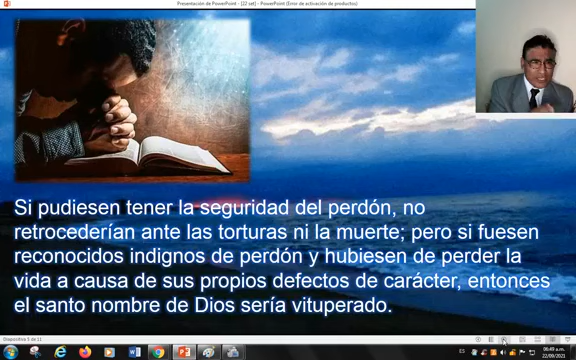 Presentación de PowerPoint - [22 set] - PowerPoint (Error de activación de productos)
Si pudiesen tener la seguridad del perdón, no
retrocederían ante las torturas ni la muerte; pero si fuesen
reconocidos indignos de perdón y hubiesen de perder la
vida a causa de sus propios defectos de carácter, entonces
el santo nombre de Dios sería vituperado.
Diapositiva 5 de 11
ES
06:49 a.m.
22/09/2021